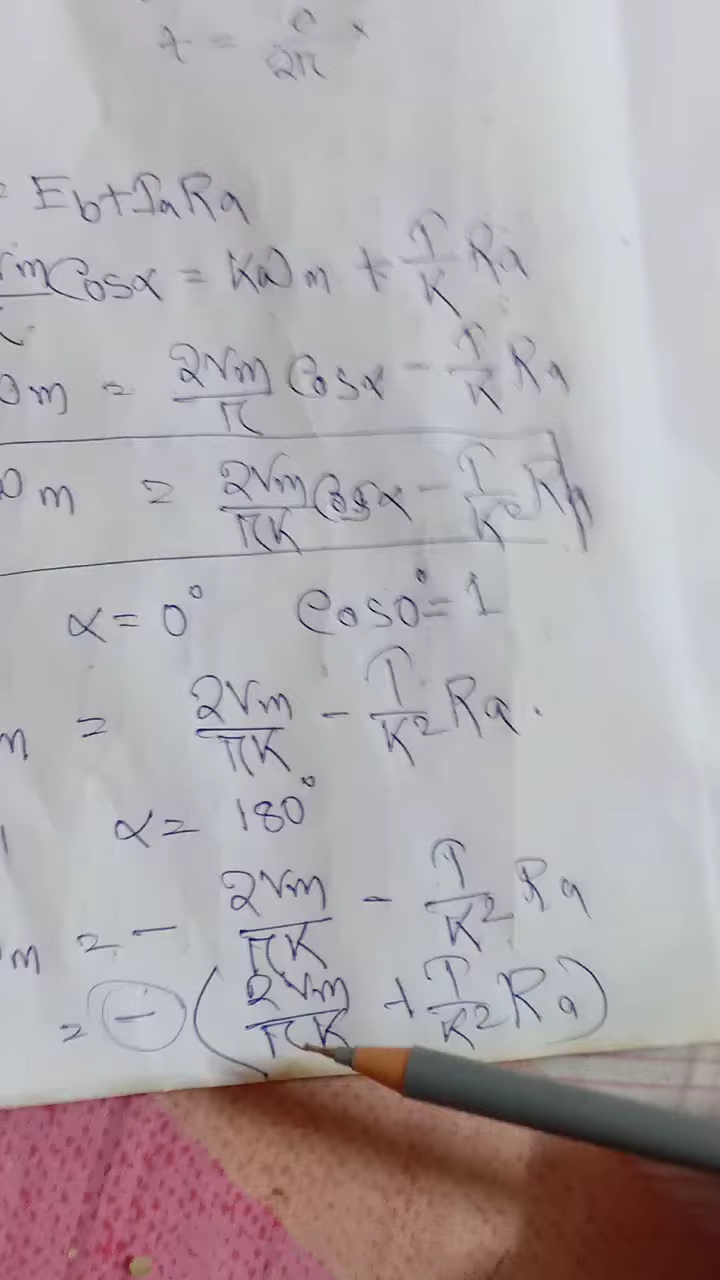 = Eb+IaRa
Vm Cosα = Kωm + T/K Ra
ωm = 2Vm/π Cosα - T/K Ra
ωm = 2Vm/πK Cosα - T/K² Ra
α = 0° Cos0° = 1
m = 2Vm/πK - T/K² Ra.
α = 180°
m = - 2Vm/πK - T/K² Ra
= - ( 2Vm/πK + T/K² Ra )